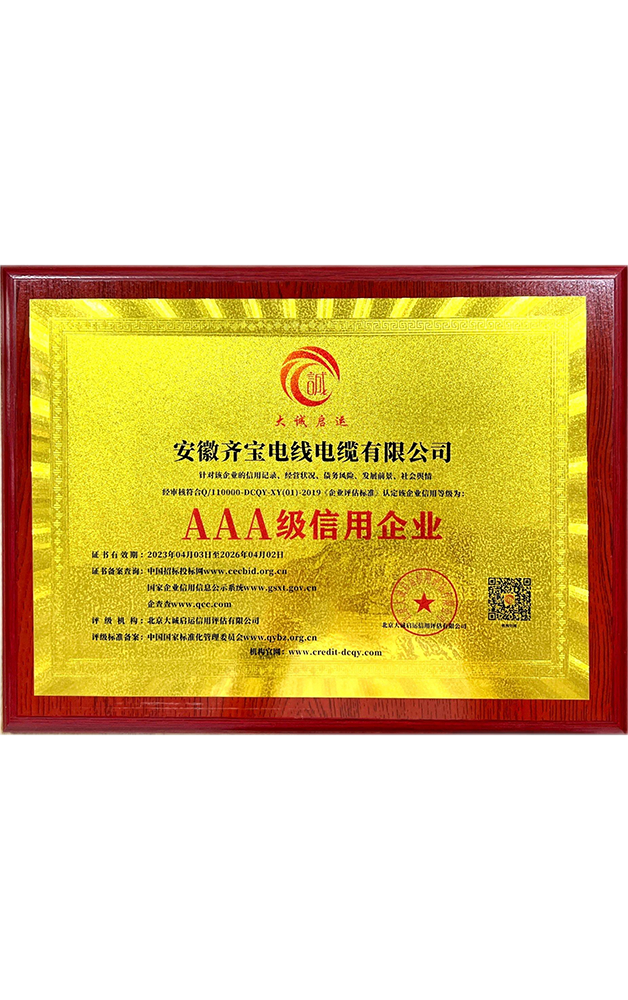 誠
大诚启运
安徽齐宝电线电缆有限公司
针对该企业的信用记录、经营状况、债务风险、发展前景、社会舆情
经审核符合Q/110000-DCQY-XY(01)-2019《企业评估标准》认定该企业信用等级为：
AAA级信用企业
证书有效期：2023年04月03日至2026年04月02日
证书备案查询：中国招标投标网www.cecbid.org.cn
国家企业信用信息公示系统www.gsxt.gov.cn
企查查www.qcc.com
评级机构：北京大诚启运信用评估有限公司
评级标准备案：中国国家标准化管理委员会www.qybz.org.cn
机构官网：www.credit-dcqy.com
北京大诚启运信用评估有限公司